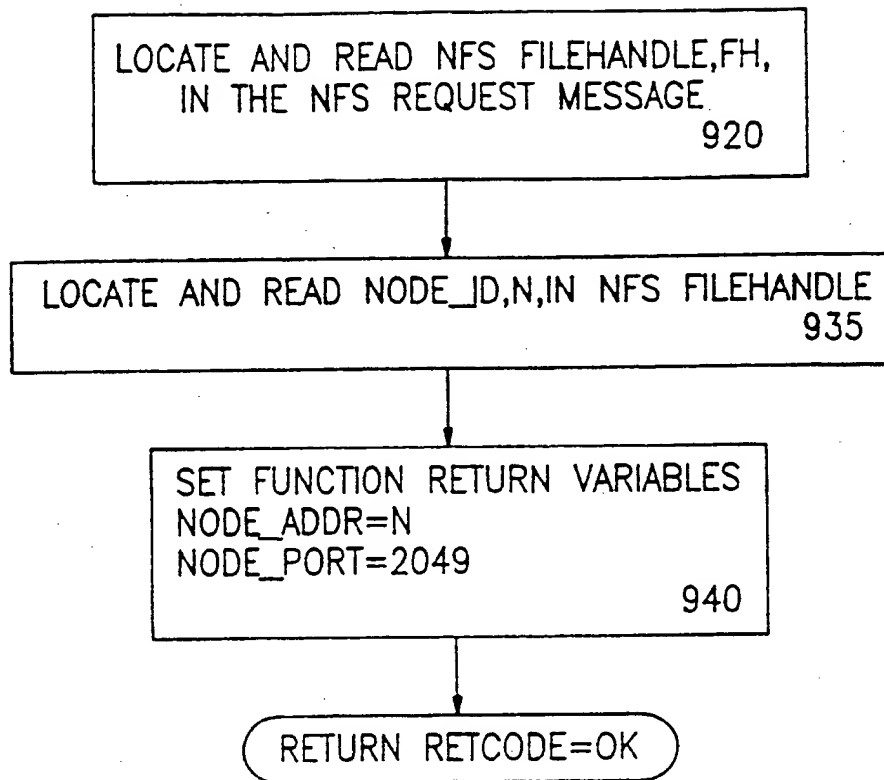 LOCATE AND READ NFS FILEHANDLE,FH,
IN THE NFS REQUEST MESSAGE
920
LOCATE AND READ NODE_ID,N,IN NFS FILEHANDLE
935
SET FUNCTION RETURN VARIABLES
NODE_ADDR=N
NODE_PORT=2049
940
RETURN RETCODE=OK